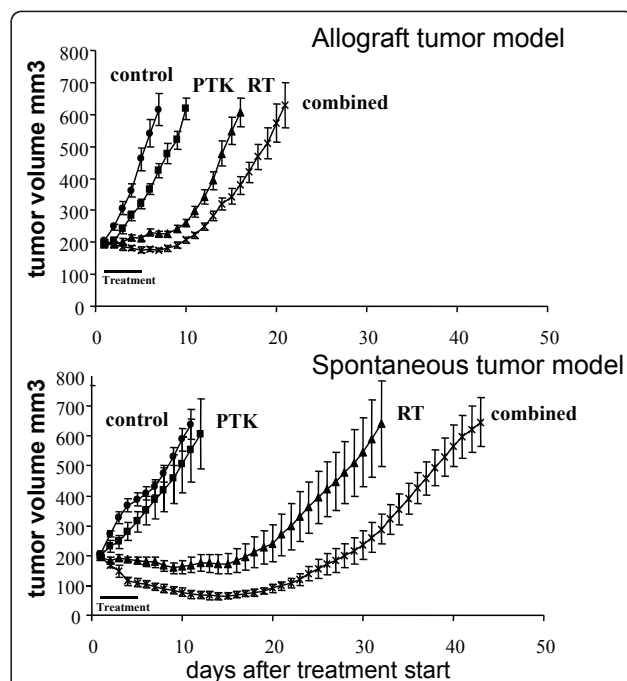 Allograft tumor model
tumor volume mm3
800
700
600
500
400
300
200
100
0
control
PTK
RT
combined
Treatment
0 10 20 30 40 50
Spontaneous tumor model
tumor volume mm3
800
700
600
500
400
300
200
100
0
control
PTK
RT
combined
Treatment
0 10 20 30 40 50
days after treatment start